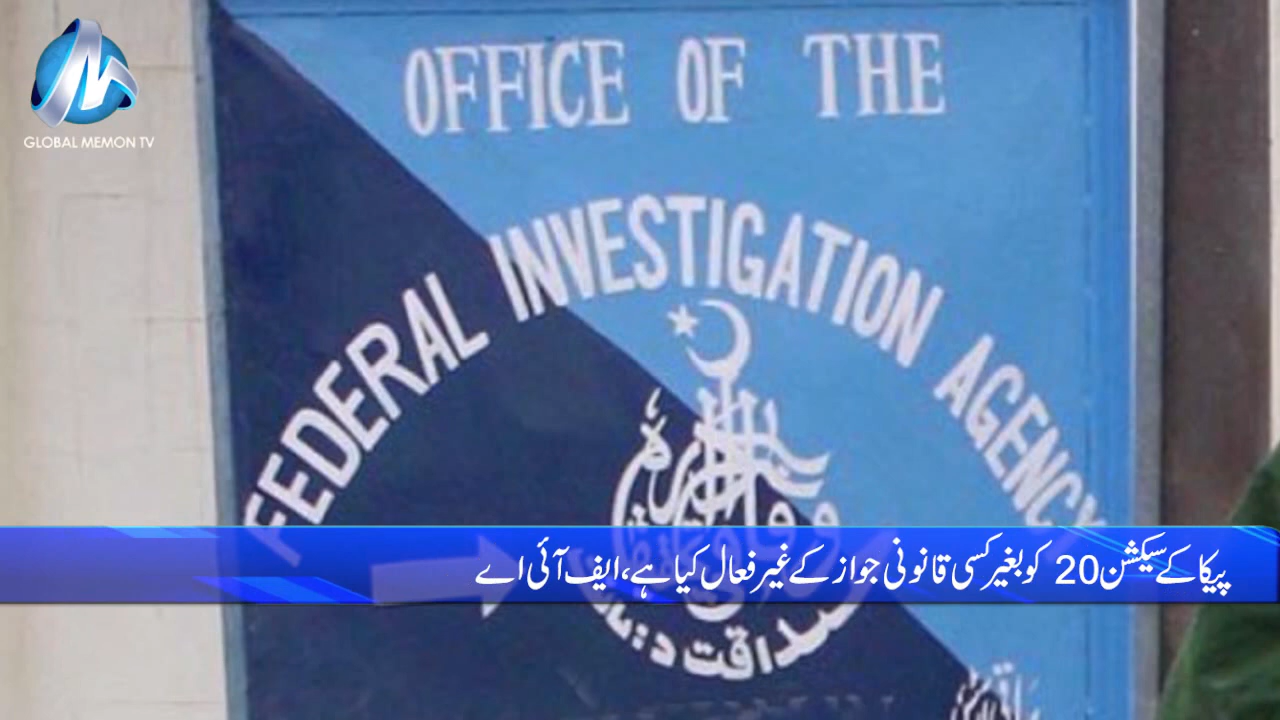 GLOBAL MEMON TV
OFFICE OF THE
FEDERAL INVESTIGATION AGENCY
صداقت
پیکا کے سیکشن 20 کو بغیر کسی قانونی جواز کے غیر فعال کیا ہے، ایف آئی اے